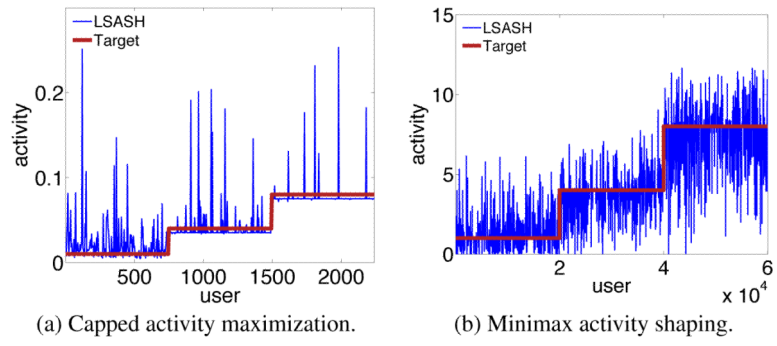 LSASH
Target
activity
0.2
0.1
0
500 1000 1500 2000
user
(a) Capped activity maximization.
LSASH
Target
activity
15
10
5
0
2 4 6
user
x 10^4
(b) Minimax activity shaping.